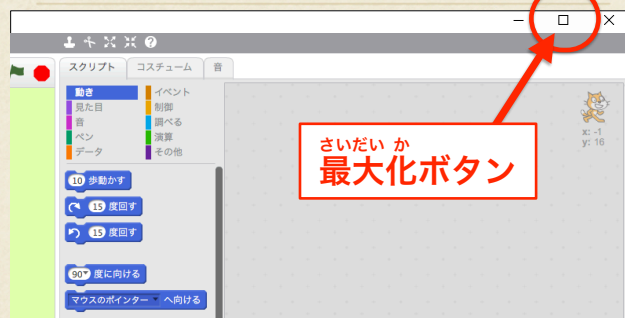 スクリプト コスチューム 音
動き イベント
見た目 制御
音 調べる
ペン 演算
データ その他
x: -1
y: 16
さいだい か
最大化ボタン
10 歩動かす
15 度回す
15 度回す
90 度に向ける
マウスのポインター へ向ける